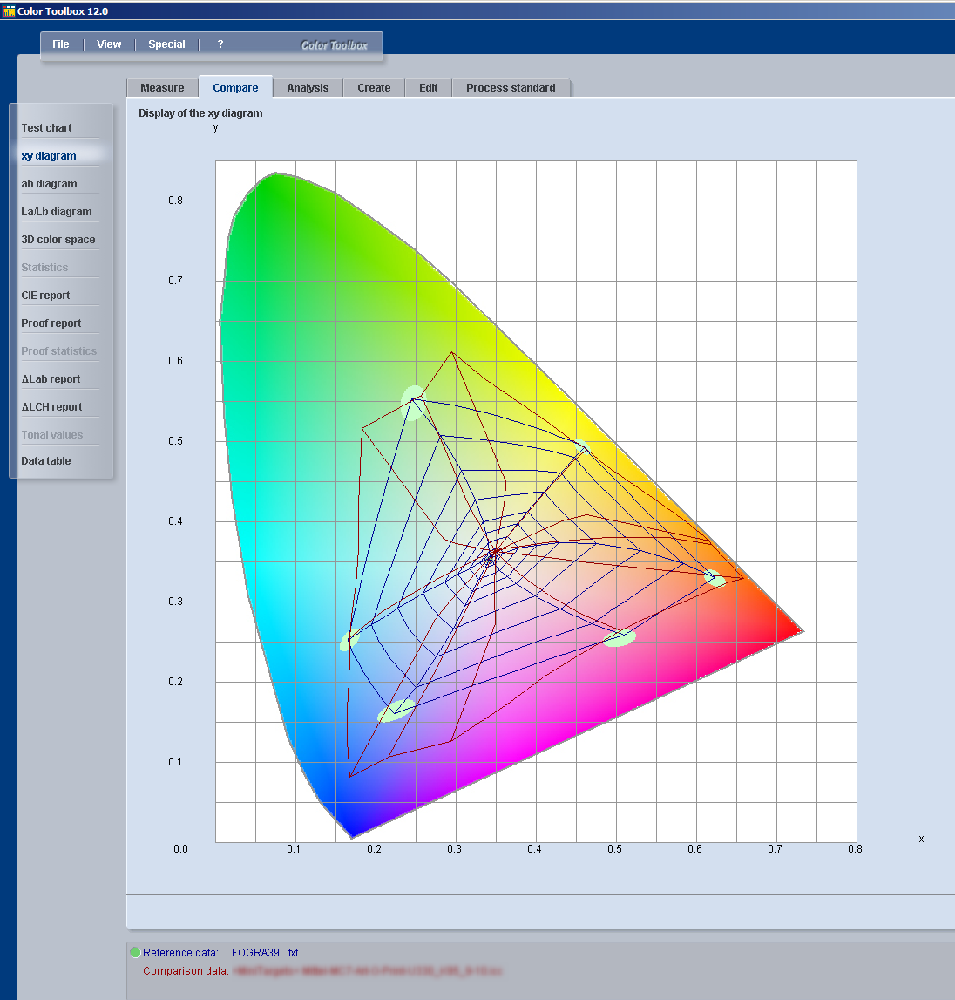 Color Toolbox 12.0
File View Special ? Color Toolbox
Measure Compare Analysis Create Edit Process standard
Display of the xy diagram
Test chart
xy diagram
ab diagram
La/Lb diagram
3D color space
Statistics
CIE report
Proof report
Proof statistics
ΔLab report
ΔLCH report
Tonal values
Data table
y
0.8
0.7
0.6
0.5
0.4
0.3
0.2
0.1
0.0 0.1 0.2 0.3 0.4 0.5 0.6 0.7 0.8
x
Reference data: FOGRA39L.txt
Comparison data: